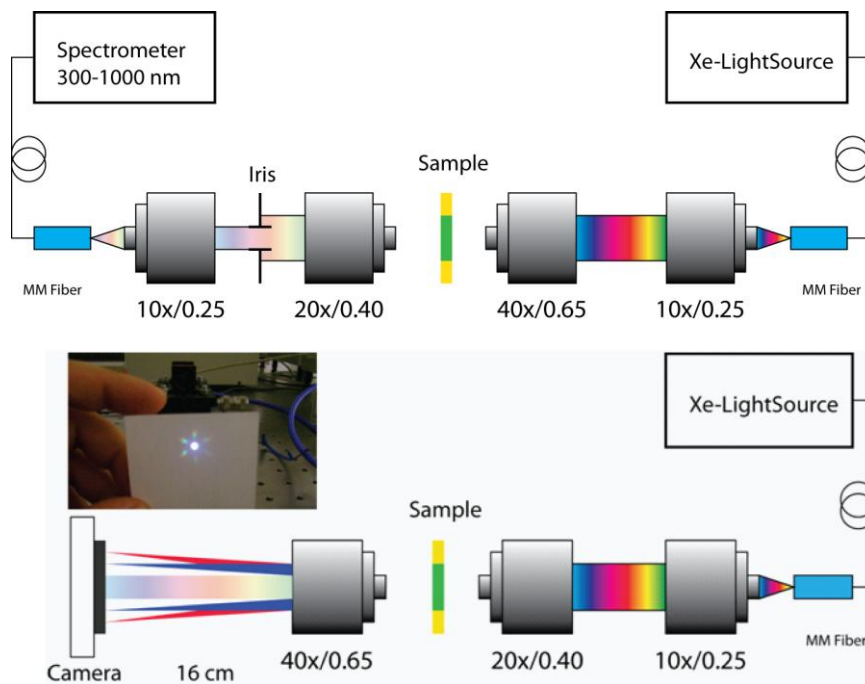 Spectrometer
300-1000 nm
Xe-LightSource
Sample
Iris
MM Fiber
10x/0.25
20x/0.40
40x/0.65
10x/0.25
MM Fiber
Xe-LightSource
Sample
Camera
16 cm
40x/0.65
20x/0.40
10x/0.25
MM Fiber